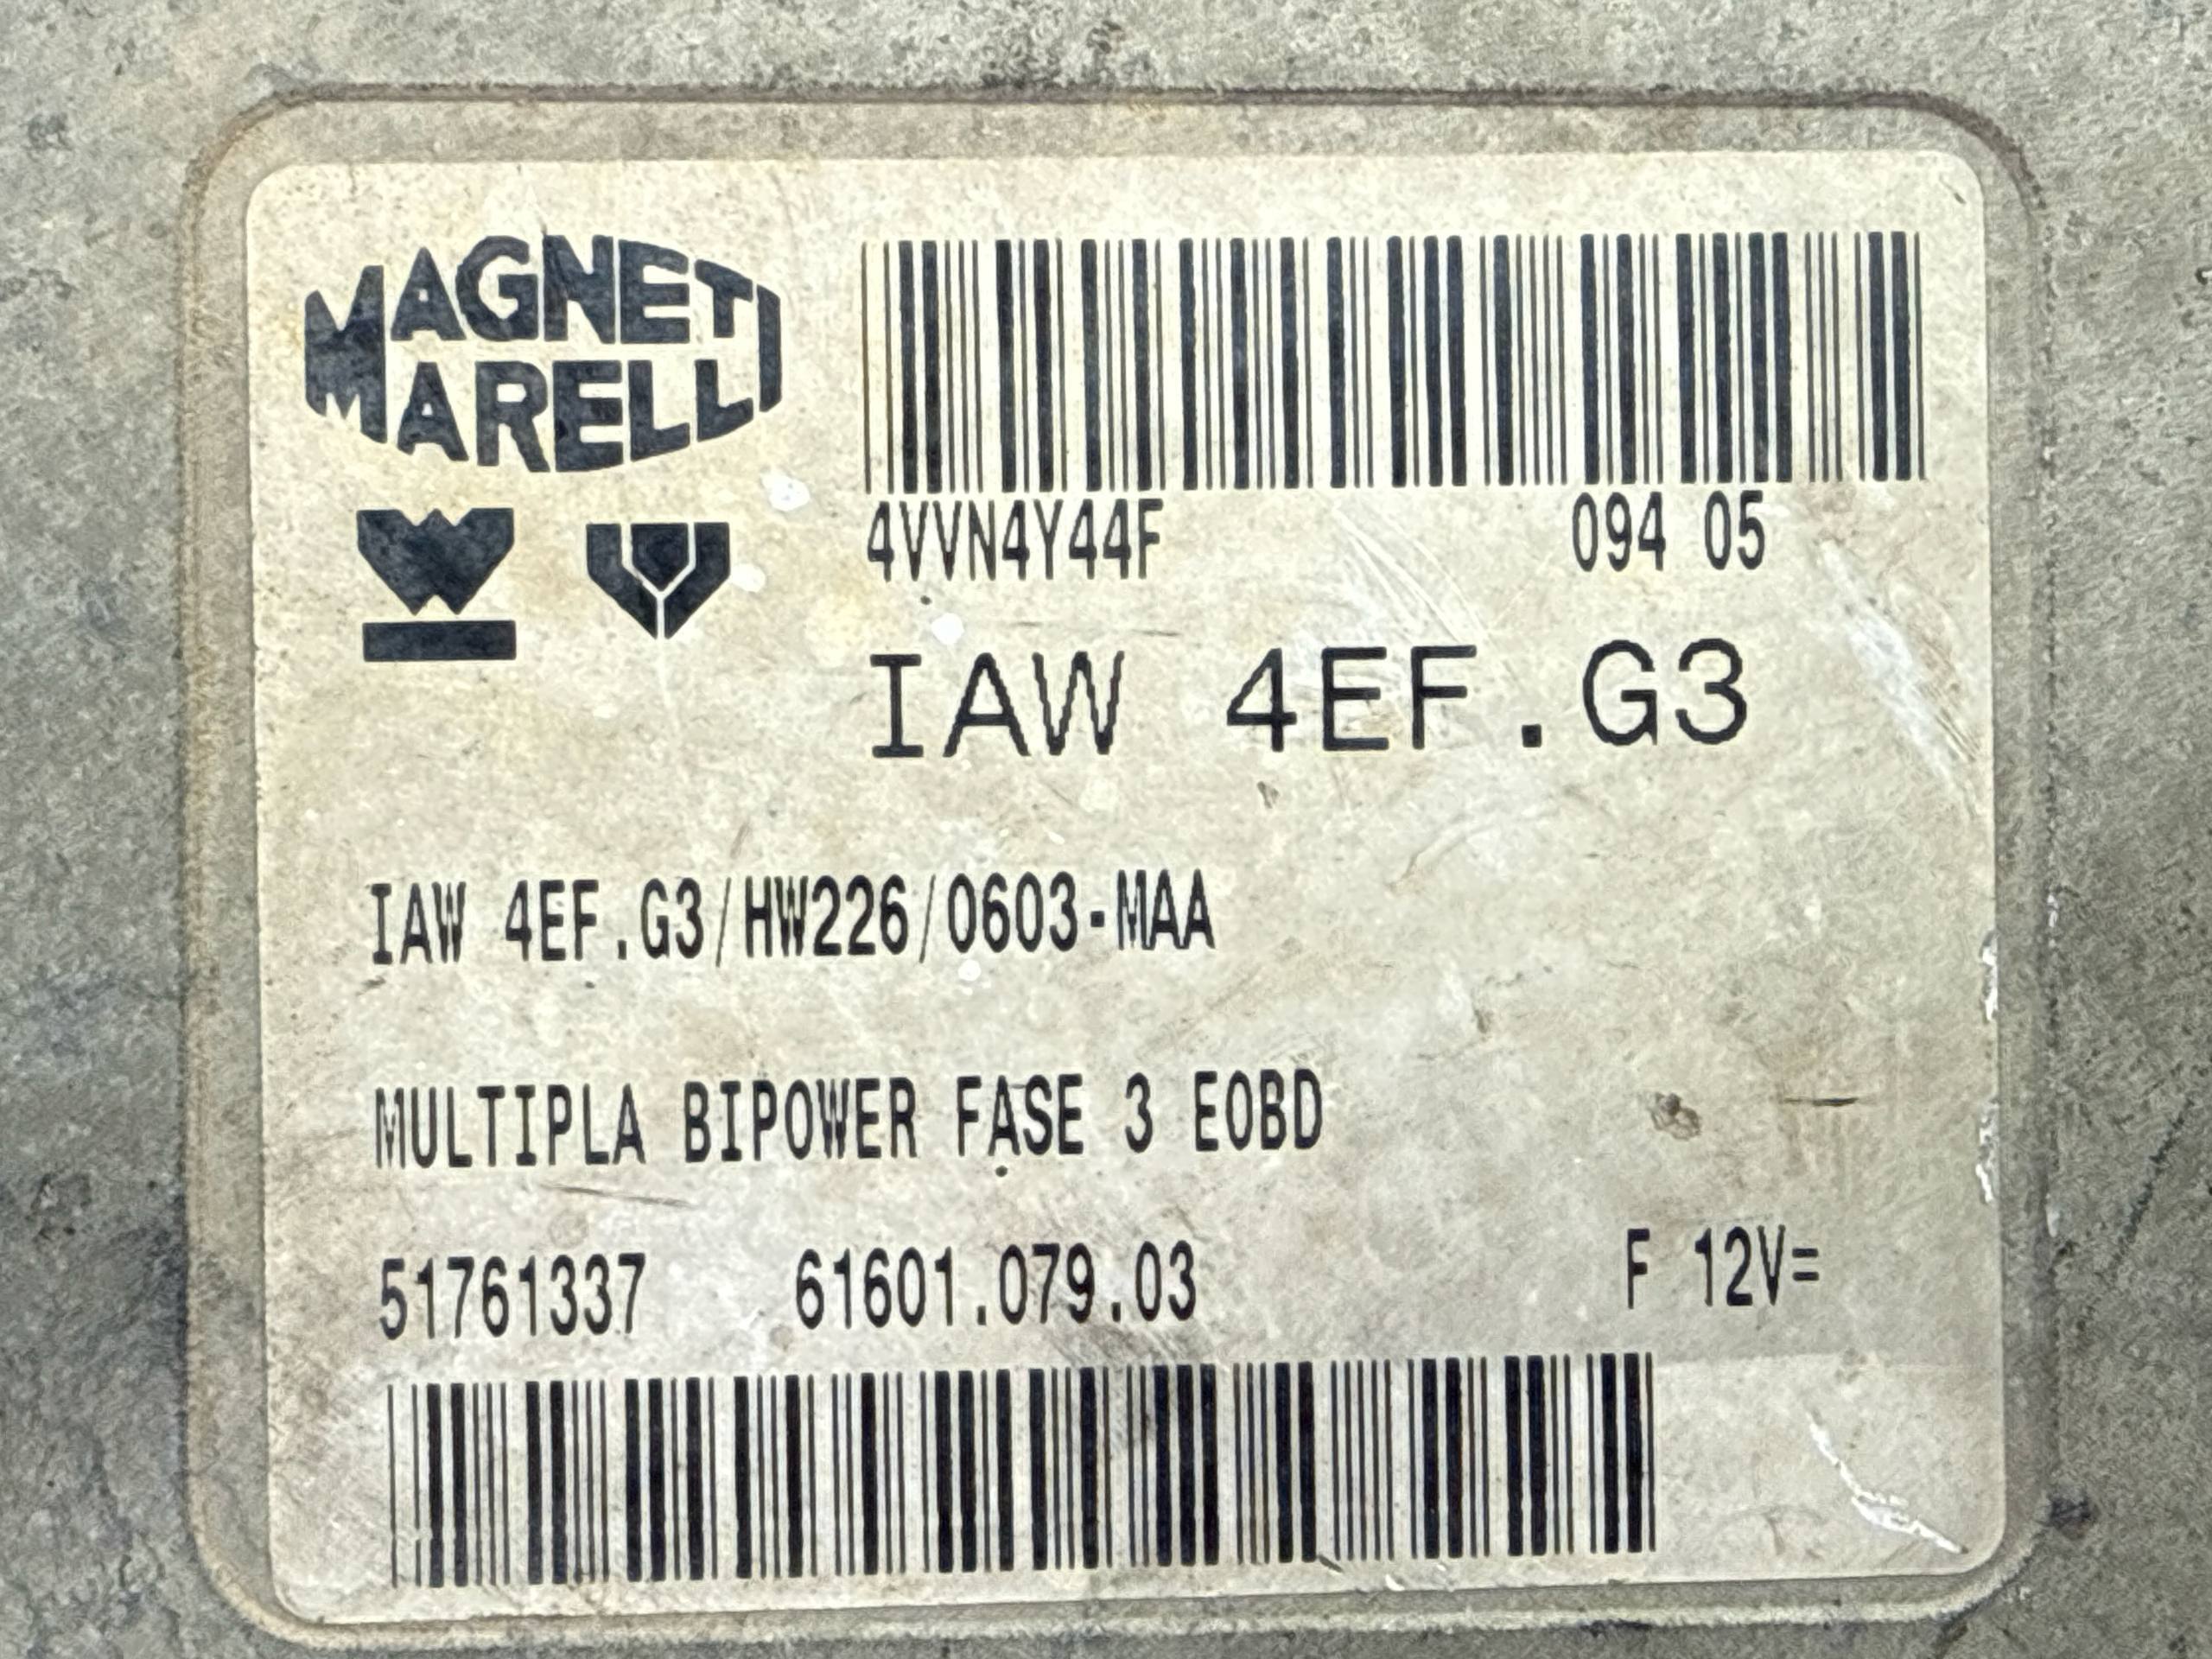 MAGNETI
MARELLI
4VVN4Y44F 094 05
IAW 4EF.G3
IAW 4EF.G3/HW226/0603-MAA
MULTIPLA BIPOWER FASE 3 EOBD
51761337 61601.079.03 F 12V=